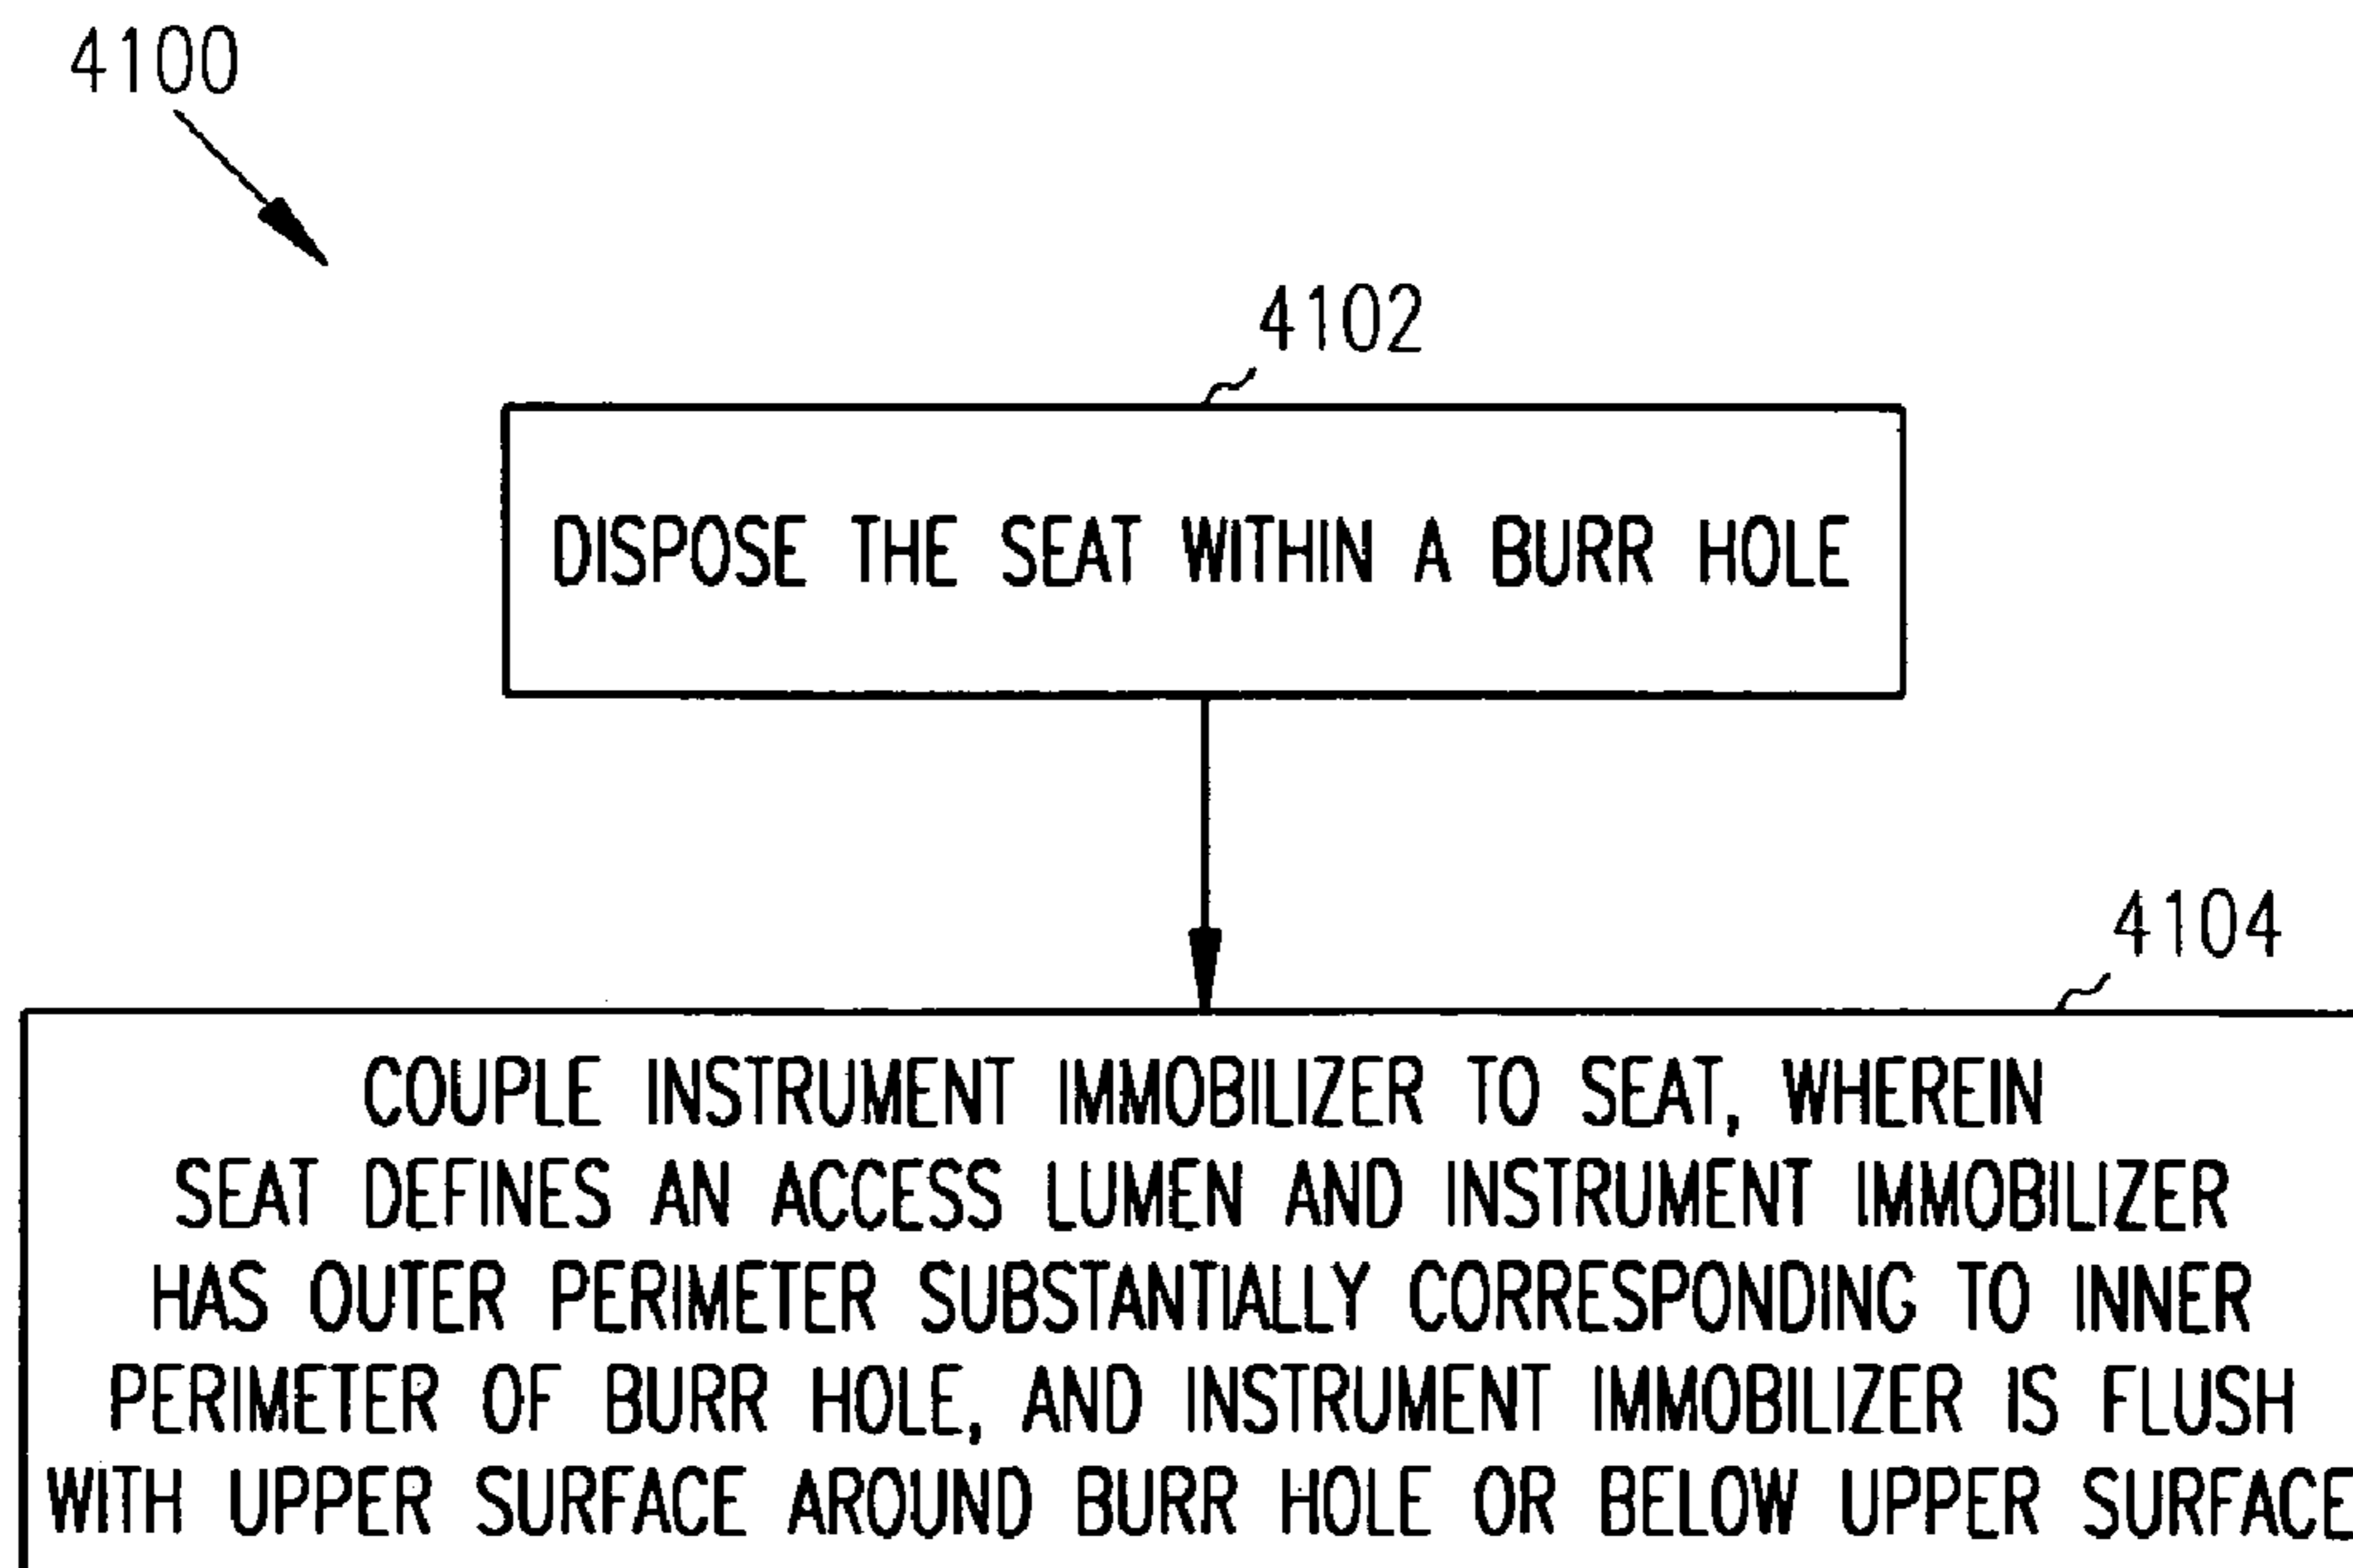 4100
4102
DISPOSE THE SEAT WITHIN A BURR HOLE
4104
COUPLE INSTRUMENT IMMOBILIZER TO SEAT, WHEREIN
SEAT DEFINES AN ACCESS LUMEN AND INSTRUMENT IMMOBILIZER
HAS OUTER PERIMETER SUBSTANTIALLY CORRESPONDING TO INNER
PERIMETER OF BURR HOLE, AND INSTRUMENT IMMOBILIZER IS FLUSH
WITH UPPER SURFACE AROUND BURR HOLE OR BELOW UPPER SURFACE